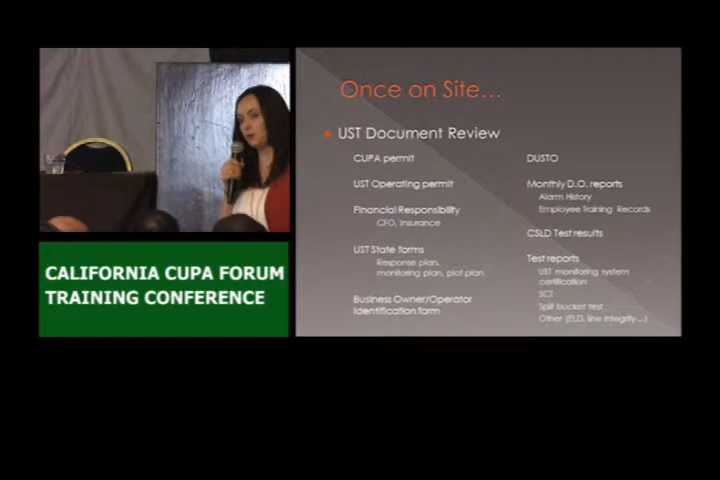 CALIFORNIA CUPA FORUM
TRAINING CONFERENCE
Once on Site...
UST Document Review
CUPA permit
UST Operating permit
Financial Responsibility
CFO, Insurance
UST State forms
Response plan,
monitoring plan, plot plan
Business Owner/Operator
Identification form
DUSTO
Monthly D.O. reports
Alarm History
Employee Training Records
CSLD Test results
Test reports
UST monitoring system
certification
SCT
Spill bucket test
Other (ELD, line integrity...)